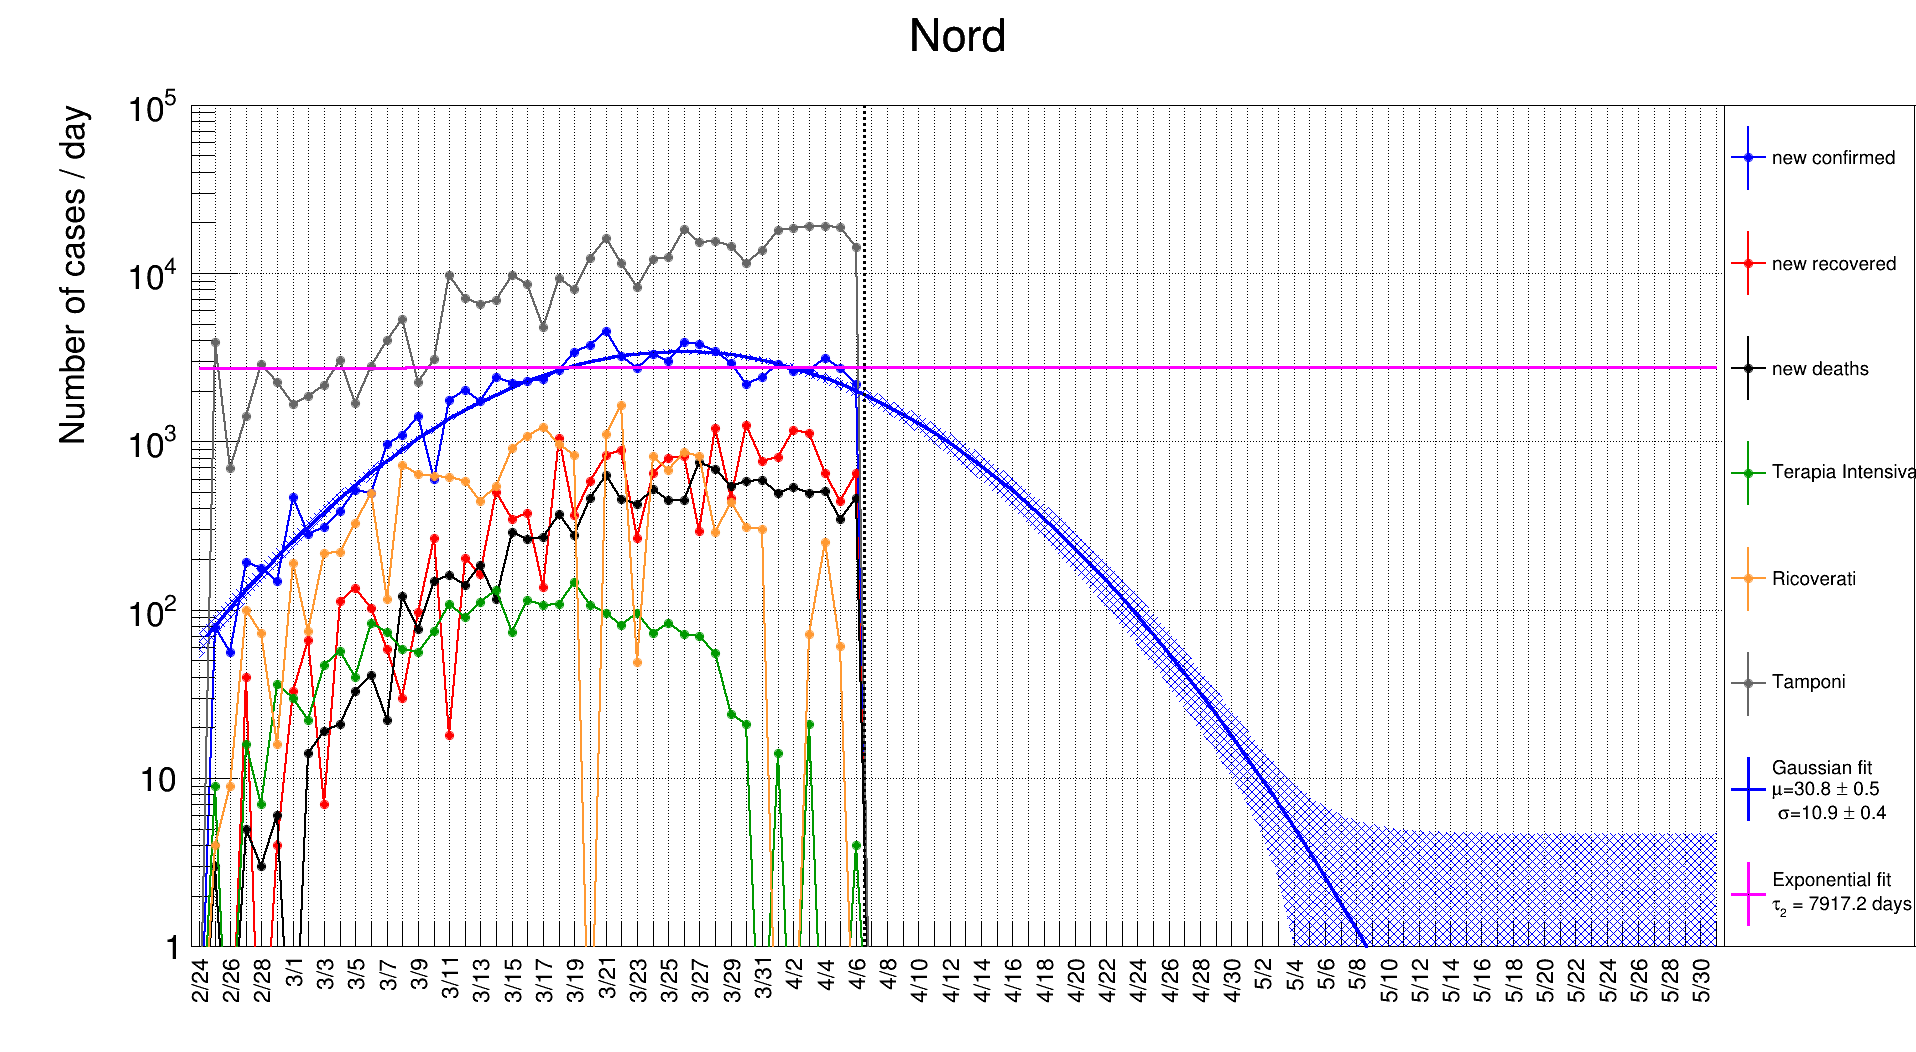 Nord
Number of cases / day
10^5
10^4
10^3
10^2
10
1
2/24 2/26 2/28 3/1 3/3 3/5 3/7 3/9 3/11 3/13 3/15 3/17 3/19 3/21 3/23 3/25 3/27 3/29 3/31 4/2 4/4 4/6 4/8 4/10 4/12 4/14 4/16 4/18 4/20 4/22 4/24 4/26 4/28 4/30 5/2 5/4 5/6 5/8 5/10 5/12 5/14 5/16 5/18 5/20 5/22 5/24 5/26 5/28 5/30
new confirmed
new recovered
new deaths
Terapia Intensiva
Ricoverati
Tamponi
Gaussian fit
μ=30.8 ± 0.5
σ=10.9 ± 0.4
Exponential fit
τ₂ = 7917.2 days